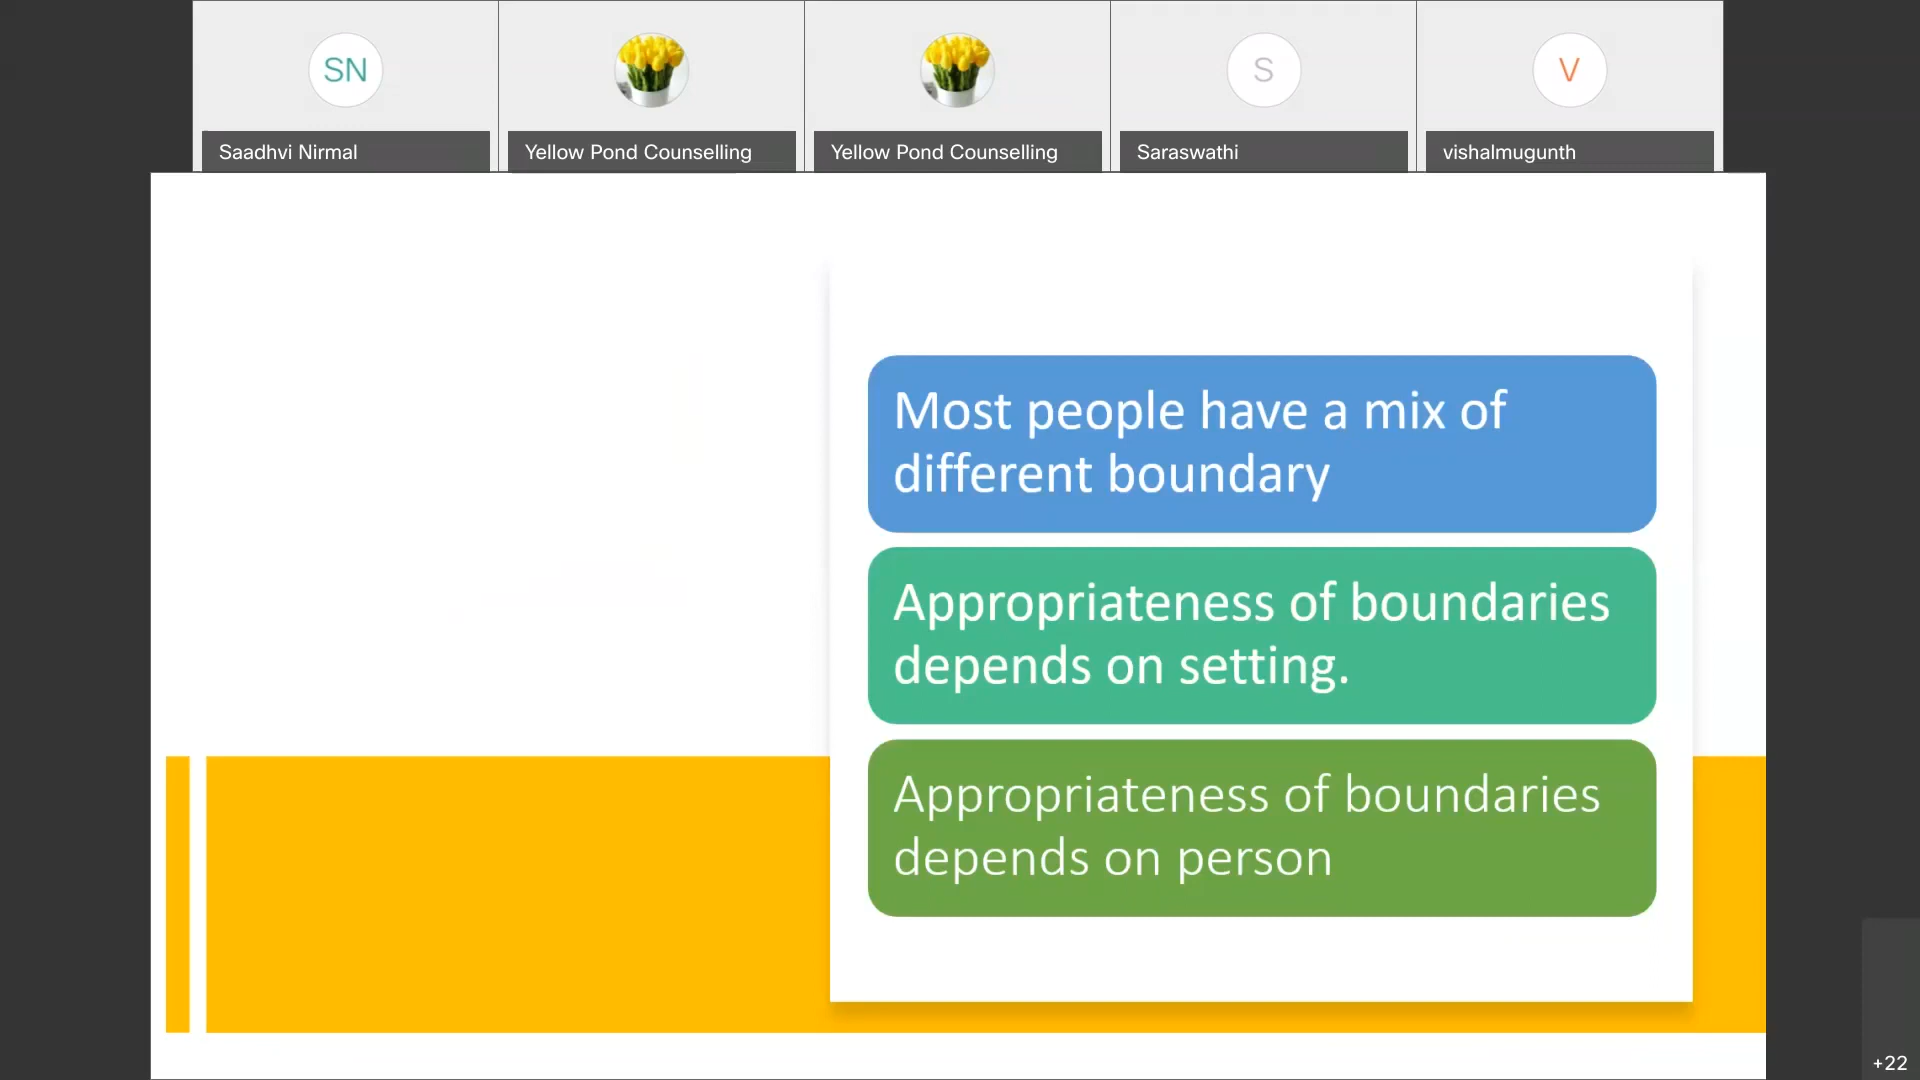 SN
S
V
Saadhvi Nirmal
Yellow Pond Counselling
Yellow Pond Counselling
Saraswathi
vishalmugunth
Most people have a mix of
different boundary
Appropriateness of boundaries
depends on setting.
Appropriateness of boundaries
depends on person
+22